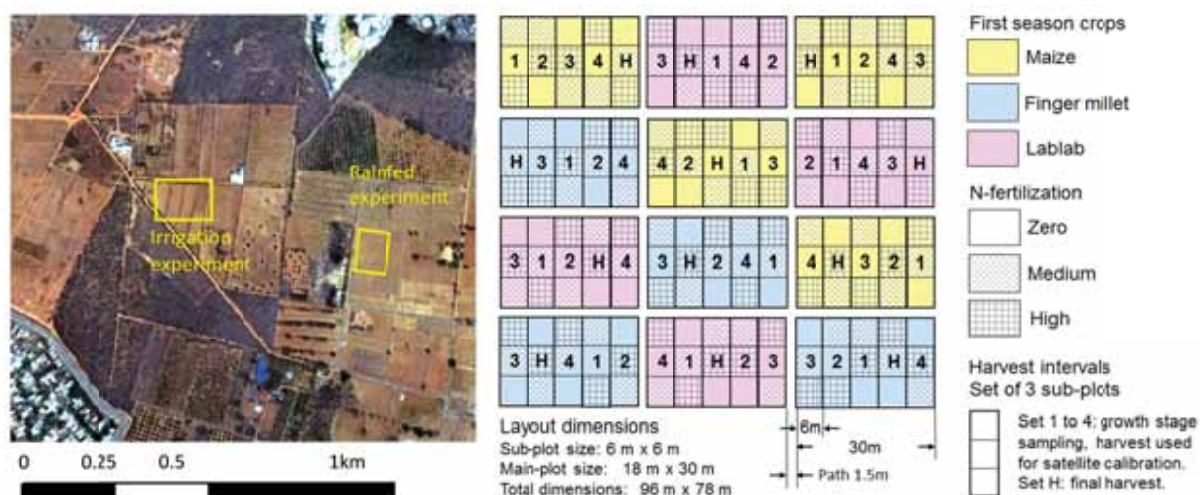 Rainfed
experiment
Irrigation
experiment
0 0.25 0.5 1km
1 2 3 4 H
3 H 1 4 2
H 1 2 4 3
H 3 1 2 4
4 2 H 1 3
2 1 4 3 H
3 1 2 H 4
3 H 2 4 1
4 H 3 2 1
3 H 4 1 2
4 1 H 2 3
3 2 1 H 4
Layout dimensions
Sub-plot size: 6 m x 6 m
Main-plot size: 18 m x 30 m
Total dimensions: 96 m x 78 m
6m
30m
Path 1.5m
First season crops
Maize
Finger millet
Lablab
N-fertilization
Zero
Medium
High
Harvest intervals
Set of 3 sub-plots
Set 1 to 4: growth stage
sampling, harvest used
for satellite calibration.
Set H: final harvest.